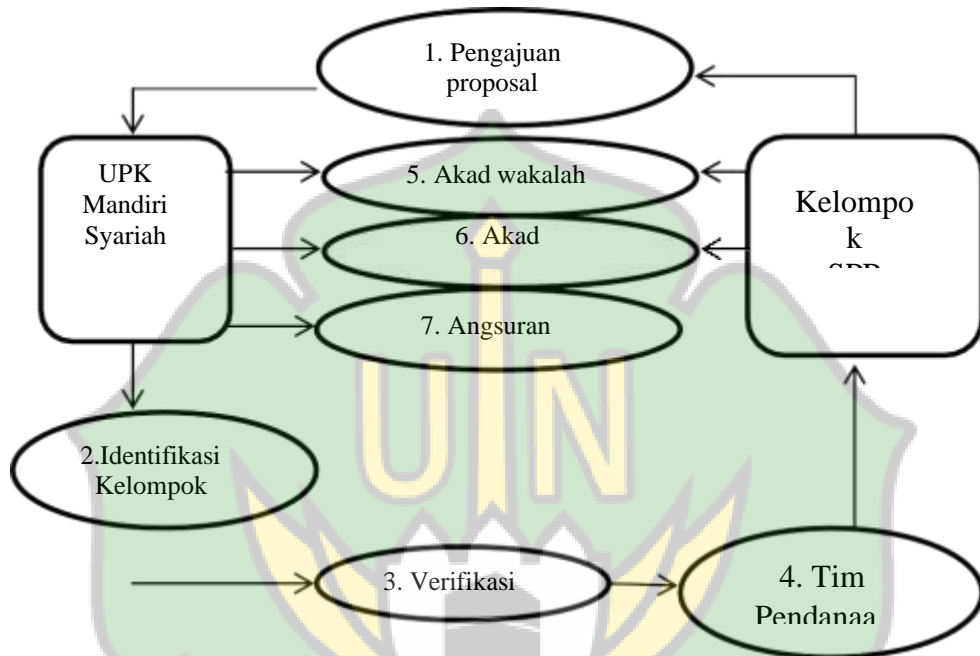 1. Pengajuan
proposal
UPK
Mandiri
Syariah
5. Akad wakalah
6. Akad
7. Angsuran
Kelompo
k
2.Identifikasi
Kelompok
3. Verifikasi
4. Tim
Pendanaa
UIN